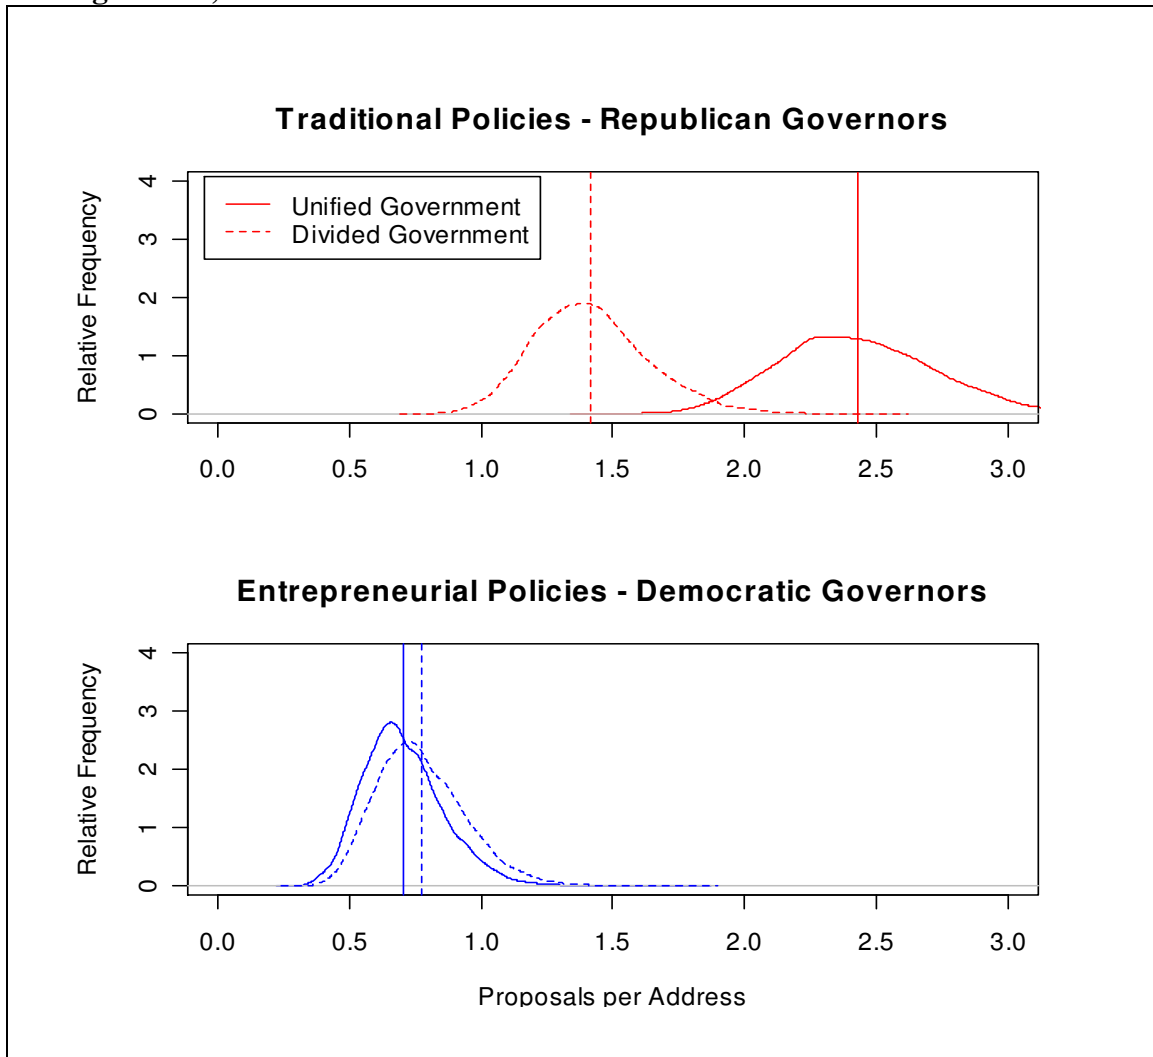 Traditional Policies - Republican Governors
Relative Frequency
4
3
2
1
0
Unified Government
Divided Government
0.0 0.5 1.0 1.5 2.0 2.5 3.0
Entrepreneurial Policies - Democratic Governors
Relative Frequency
4
3
2
1
0
0.0 0.5 1.0 1.5 2.0 2.5 3.0
Proposals per Address